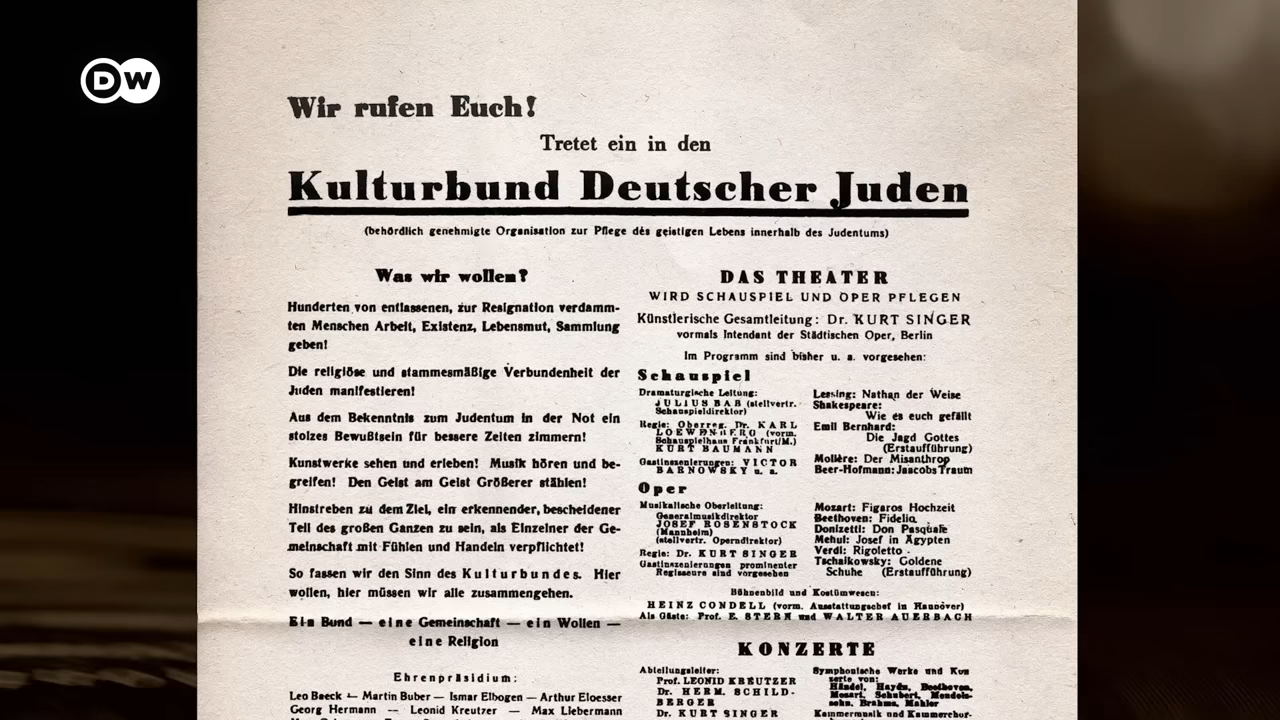 DW
Wir rufen Euch!
Tretet ein in den
Kulturbund Deutscher Juden
(behördlich genehmigte Organisation zur Pflege des geistigen Lebens innerhalb des Judentums)
Was wir wollen?
Hunderten von entlassenen, zur Resignation verdamm-
ten Menschen Arbeit, Existenz, Lebensmut, Sammlung
geben!
Die religiöse und stammesmäßige Verbundenheit der
Juden manifestieren!
Aus dem Bekenntnis zum Judentum in der Not ein
stolzes Bewußtsein für bessere Zeiten zimmern!
Kunstwerke sehen und erleben! Musik hören und be-
greifen! Den Geist am Geist Größerer stählen!
Hinstreben zu dem Ziel, ein erkennender, bescheidener
Teil des großen Ganzen zu sein, als Einzelner der Ge-
meinschaft mit Fühlen und Handeln verpflichtet!
So fassen wir den Sinn des Kulturbundes. Hier
wollen, hier müssen wir alle zusammengehen.
Ein Bund — eine Gemeinschaft — ein Wollen —
eine Religion
Ehrenpräsidium:
Leo Baeck — Martin Buber — Ismar Elbogen — Arthur Eloesser
Georg Hermann — Leonid Kreutzer — Max Liebermann
DAS THEATER
WIRD SCHAUSPIEL UND OPER PFLEGEN
Künstlerische Gesamtleitung: Dr. KURT SINGER
vormals Intendant der Städtischen Oper, Berlin
Im Programm sind bisher u. a. vorgesehen:
Schauspiel
Dramaturgische Leitung:
JULIUS BAB (stellvertr.
Schauspieldirektor)
Regie: Oberreg. Dr. KARL
LOEWENBERG (vorm.
Schauspielhaus Frankfurt/M.)
KURT BAUMANN
Gastinszenierungen: VICTOR
BARNOWSKY u. a.
Lessing: Nathan der Weise
Shakespeare:
Wie es euch gefällt
Emil Bernhard:
Die Jagd Gottes
(Erstaufführung)
Molière: Der Misanthrop
Beer-Hofmann: Jaacobs Traum
Oper
Musikalische Oberleitung:
Generalmusikdirektor
JOSEF ROSENSTOCK
(Mannheim)
(stellvertr. Operndirektor)
Regie: Dr. KURT SINGER
Gastinszenierungen prominenter
Regisseure sind vorgesehen
Mozart: Figaros Hochzeit
Beethoven: Fidelio
Donizetti: Don Pasquale
Mehul: Josef in Ägypten
Verdi: Rigoletto
Tschaikowsky: Goldene
Schuhe (Erstaufführung)
Bühnenbild und Kostümwesen:
HEINZ CONDELL (vorm. Ausstattungschef in Hannover)
Als Gäste: Prof. E. STERN und WALTER AUERBACH
KONZERTE
Abteilungsleiter:
Prof. LEONID KREUTZER
Dr. HERM. SCHILD-
BERGER
Dr. KURT SINGER
Symphonische Werke und Kon
zerte von:
Händel, Haydn, Beethoven,
Mozart, Schubert, Mendels-
sohn, Brahms, Mahler
Kammermusik und Kammerchor-